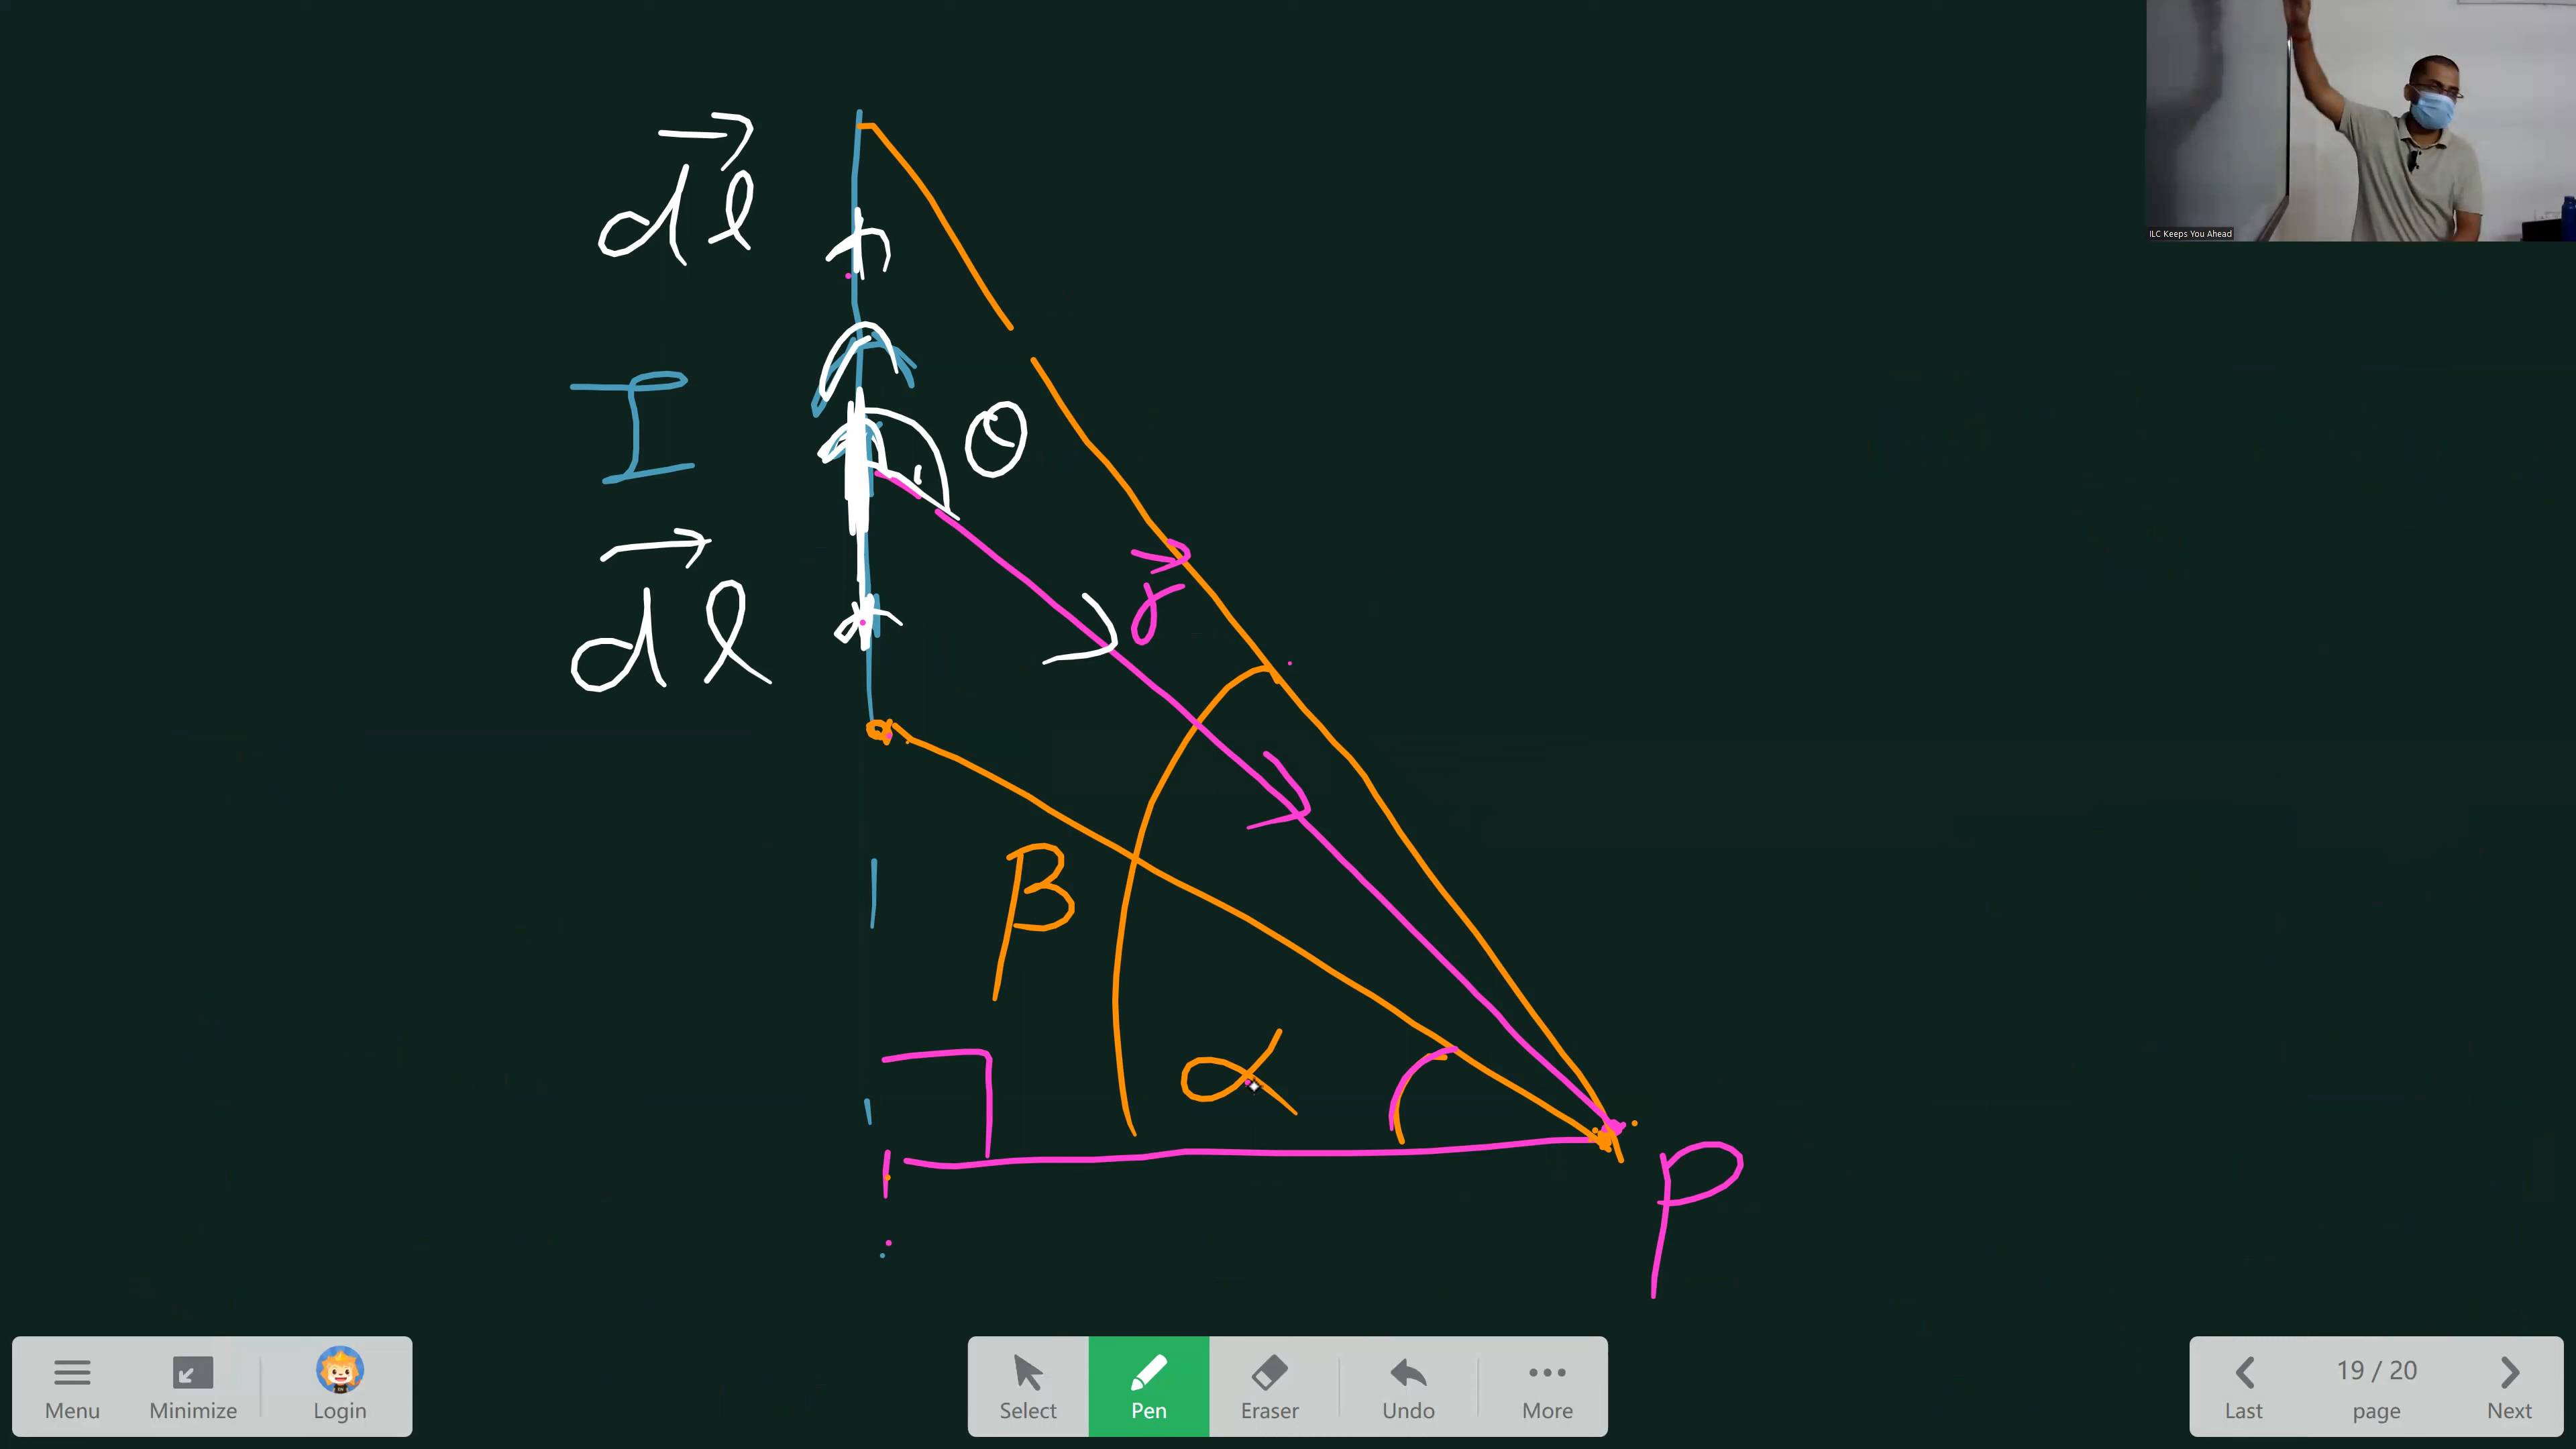 ILC Keeps You Ahead
dl
I
θ
dl
r
β
α
P
Menu
Minimize
Login
Select
Pen
Eraser
Undo
More
Last
19 / 20
page
Next